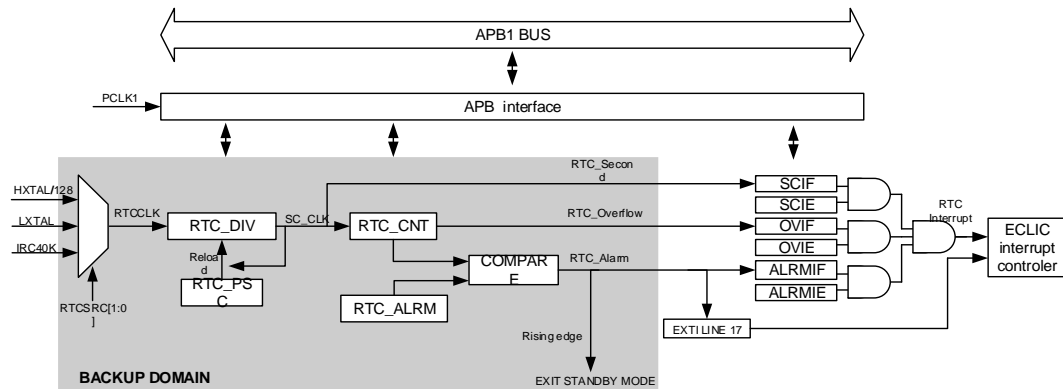 APB1 BUS
PCLK1
APB interface
HXTAL/128
LXTAL
IRC40K
RTCSRC[1:0
]
RTCCLK
RTC_DIV
SC_CLK
Reloa
d
RTC_PS
C
RTC_CNT
RTC_ALRM
COMPAR
E
RTC_Secon
d
RTC_Overflow
RTC_Alarm
Rising edge
EXIT STANDBY MODE
BACKUP DOMAIN
SCIF
SCIE
OVIF
OVIE
ALRMIF
ALRMIE
EXTI LINE 17
RTC
Interrupt
ECLIC
interrupt
controler